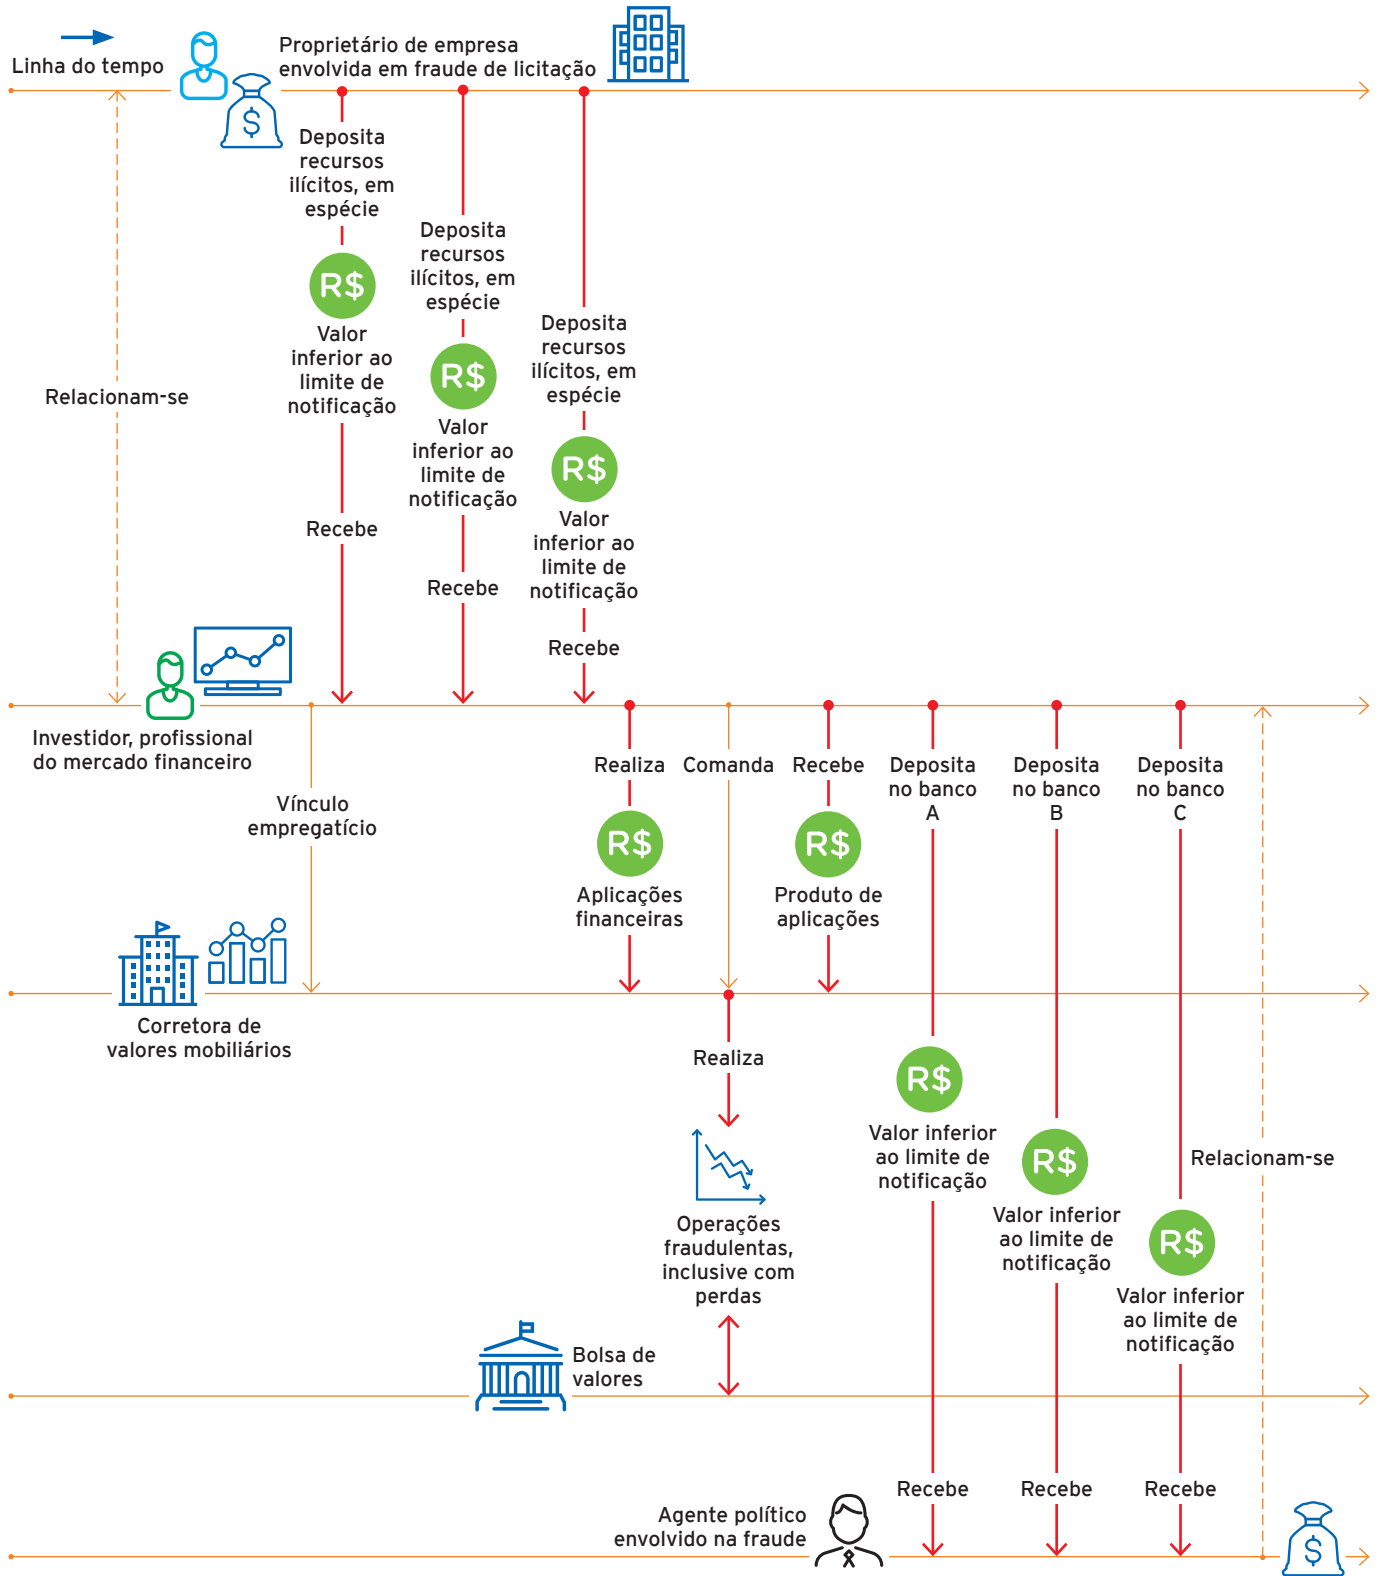 Linha do tempo
Proprietário de empresa
envolvida em fraude de licitação
$
Deposita
recursos
ilícitos, em
espécie
R$
Valor
inferior ao
limite de
notificação
Recebe
Deposita
recursos
ilícitos, em
espécie
R$
Valor
inferior ao
limite de
notificação
Recebe
Deposita
recursos
ilícitos, em
espécie
R$
Valor
inferior ao
limite de
notificação
Recebe
Relacionam-se
Investidor, profissional
do mercado financeiro
Vínculo
empregatício
Realiza
R$
Aplicações
financeiras
Comanda
Recebe
R$
Produto de
aplicações
Deposita
no banco
A
Deposita
no banco
B
Deposita
no banco
C
Corretora de
valores mobiliários
Realiza
Operações
fraudulentas,
inclusive com
perdas
R$
Valor inferior
ao limite de
notificação
R$
Valor inferior
ao limite de
notificação
R$
Valor inferior
ao limite de
notificação
Relacionam-se
Bolsa de
valores
Recebe
Recebe
Recebe
Agente político
envolvido na fraude
$